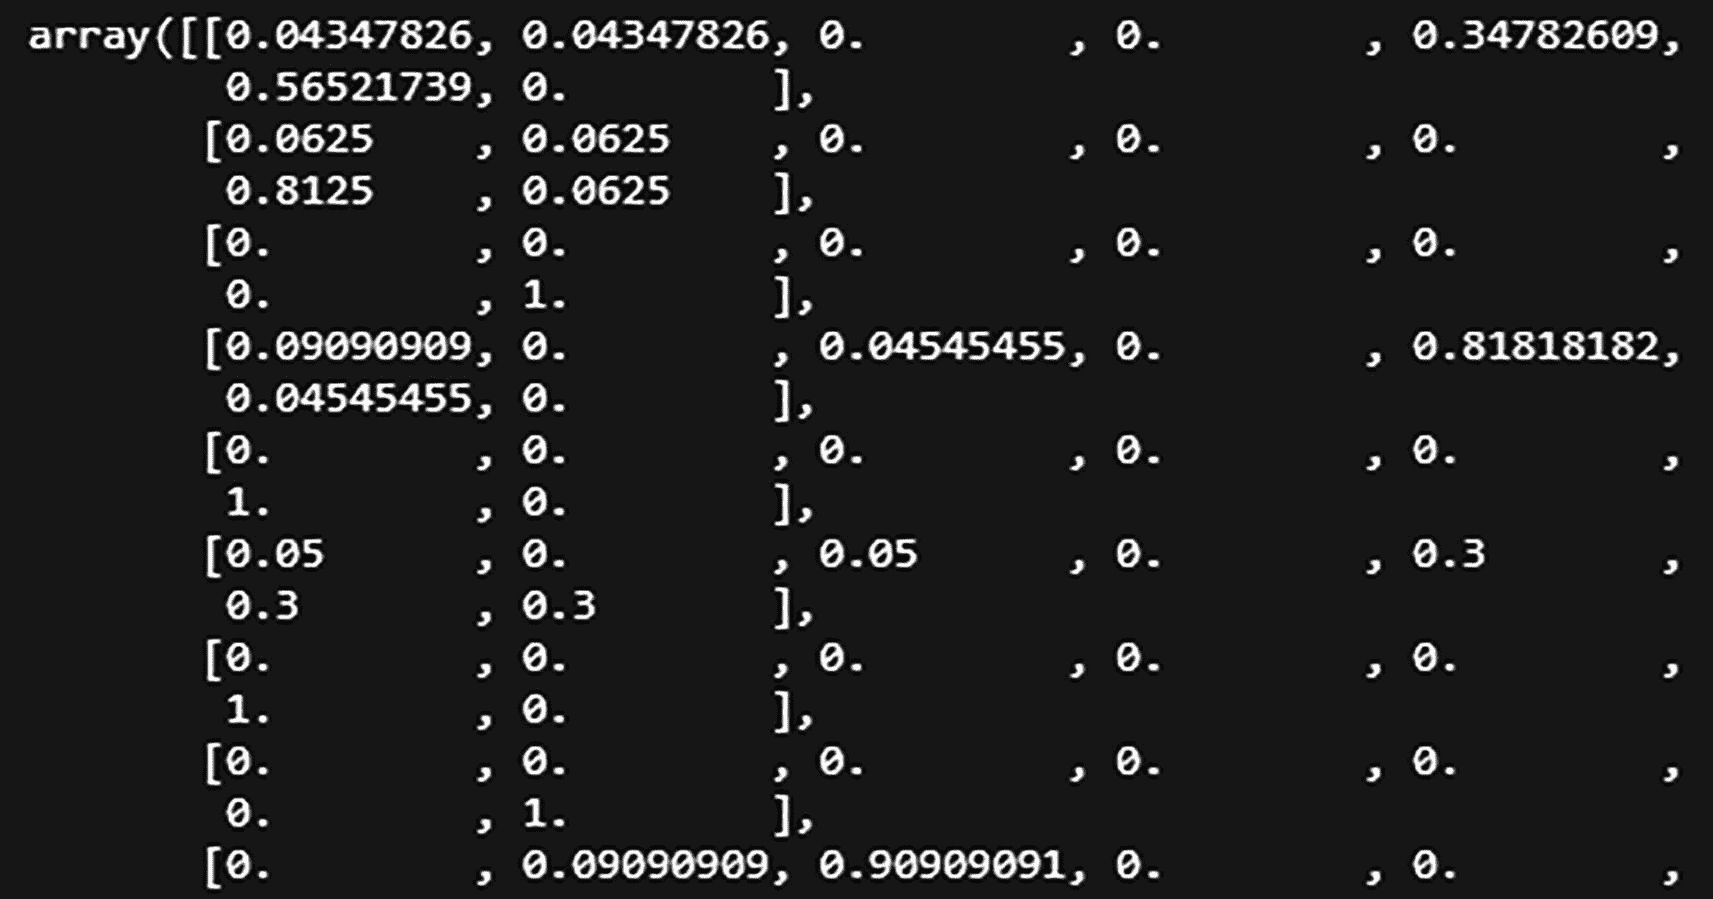 array([[0.04347826, 0.04347826, 0.        , 0.        , 0.34782609,
        0.56521739, 0.        ],
       [0.0625    , 0.0625    , 0.        , 0.        , 0.        ,
        0.8125    , 0.0625    ],
       [0.        , 0.        , 0.        , 0.        , 0.        ,
        0.        , 1.        ],
       [0.09090909, 0.        , 0.04545455, 0.        , 0.81818182,
        0.04545455, 0.        ],
       [0.        , 0.        , 0.        , 0.        , 0.        ,
        1.        , 0.        ],
       [0.05      , 0.        , 0.05      , 0.        , 0.3       ,
        0.3       , 0.3       ],
       [0.        , 0.        , 0.        , 0.        , 0.        ,
        1.        , 0.        ],
       [0.        , 0.        , 0.        , 0.        , 0.        ,
        0.        , 1.        ],
       [0.        , 0.09090909, 0.90909091, 0.        , 0.        ,